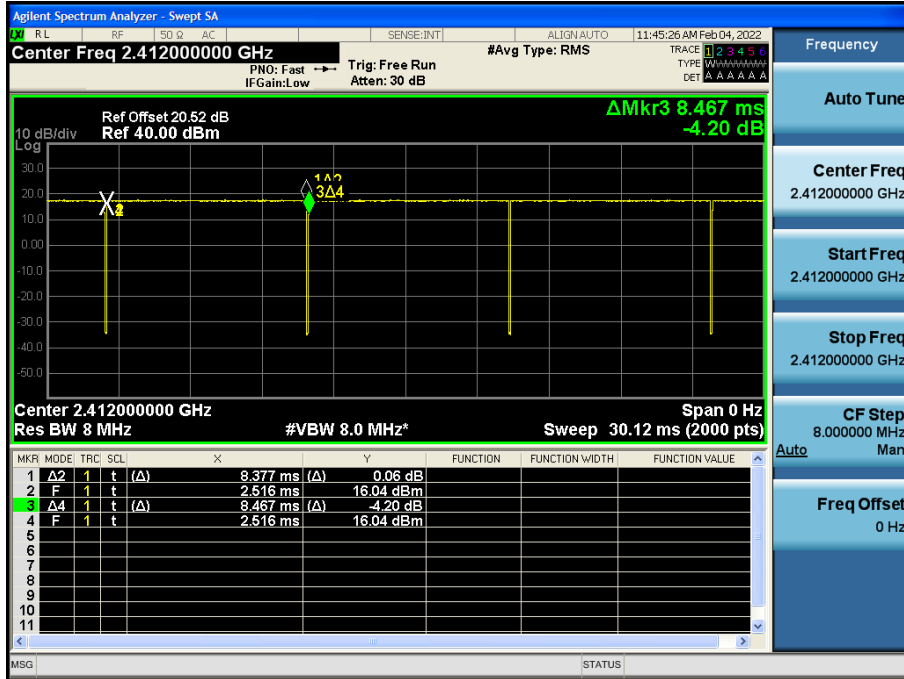 Agilent Spectrum Analyzer - Swept SA
LXI RL RF 50 Ω AC SENSE:INT ALIGN AUTO 11:45:26 AM Feb 04, 2022
Center Freq 2.412000000 GHz #Avg Type: RMS TRACE 1 2 3 4 5 6
PNO: Fast Trig: Free Run TYPE WWWWWW
IFGain:Low Atten: 30 dB DET A A A A A A
Frequency
Auto Tune
Center Freq
2.412000000 GHz
Start Freq
2.412000000 GHz
Stop Freq
2.412000000 GHz
CF Step
8.000000 MHz
Auto Man
Freq Offset
0 Hz
ΔMkr3 8.467 ms
-4.20 dB
Ref Offset 20.52 dB
10 dB/div Ref 40.00 dBm
Log
30.0
20.0
10.0
0.00
-10.0
-20.0
-30.0
-40.0
-50.0
1Δ2
3Δ4
Center 2.412000000 GHz Span 0 Hz
Res BW 8 MHz #VBW 8.0 MHz* Sweep 30.12 ms (2000 pts)
MKR MODE TRC SCL X Y FUNCTION FUNCTION WIDTH FUNCTION VALUE
1 Δ2 1 t (Δ) 8.377 ms (Δ) 0.06 dB
2 F 1 t 2.516 ms 16.04 dBm
3 Δ4 1 t (Δ) 8.467 ms (Δ) -4.20 dB
4 F 1 t 2.516 ms 16.04 dBm
5
6
7
8
9
10
11
MSG STATUS